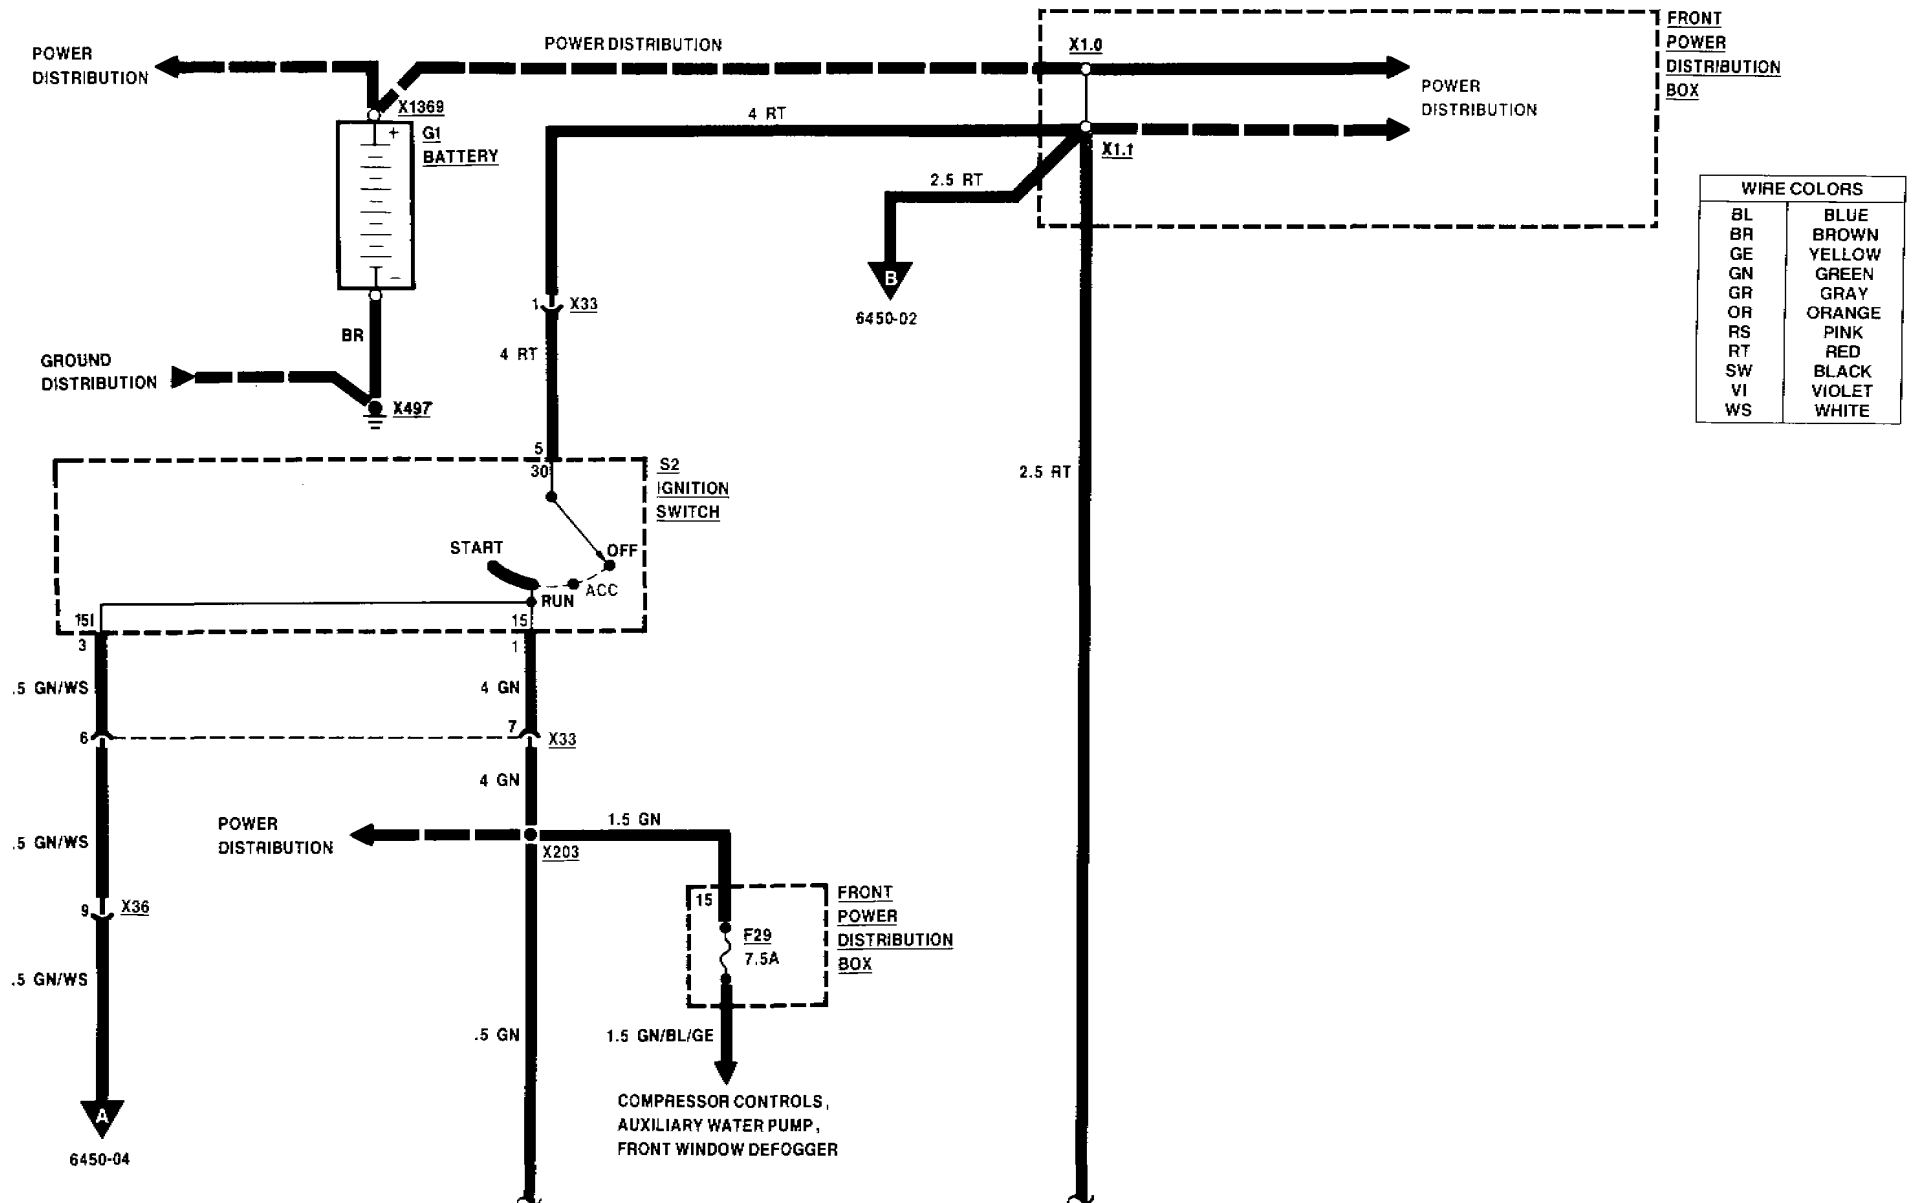 POWER
DISTRIBUTION
POWER DISTRIBUTION
X1.0
FRONT
POWER
DISTRIBUTION
BOX
POWER
DISTRIBUTION
X1369
+
G1
BATTERY
4 RT
X1.1
2.5 RT
WIRE COLORS
BL BLUE
BR BROWN
GE YELLOW
GN GREEN
GR GRAY
OR ORANGE
RS PINK
RT RED
SW BLACK
VI VIOLET
WS WHITE
–
B
6450-02
1
X33
BR
4 RT
GROUND
DISTRIBUTION
X497
5
30
S2
IGNITION
SWITCH
2.5 RT
START
OFF
ACC
RUN
15I
15
3
1
.5 GN/WS
4 GN
6
7
X33
4 GN
POWER
DISTRIBUTION
1.5 GN
X203
.5 GN/WS
9
X36
15
F29
7.5A
FRONT
POWER
DISTRIBUTION
BOX
.5 GN/WS
.5 GN
1.5 GN/BL/GE
A
6450-04
COMPRESSOR CONTROLS,
AUXILIARY WATER PUMP,
FRONT WINDOW DEFOGGER